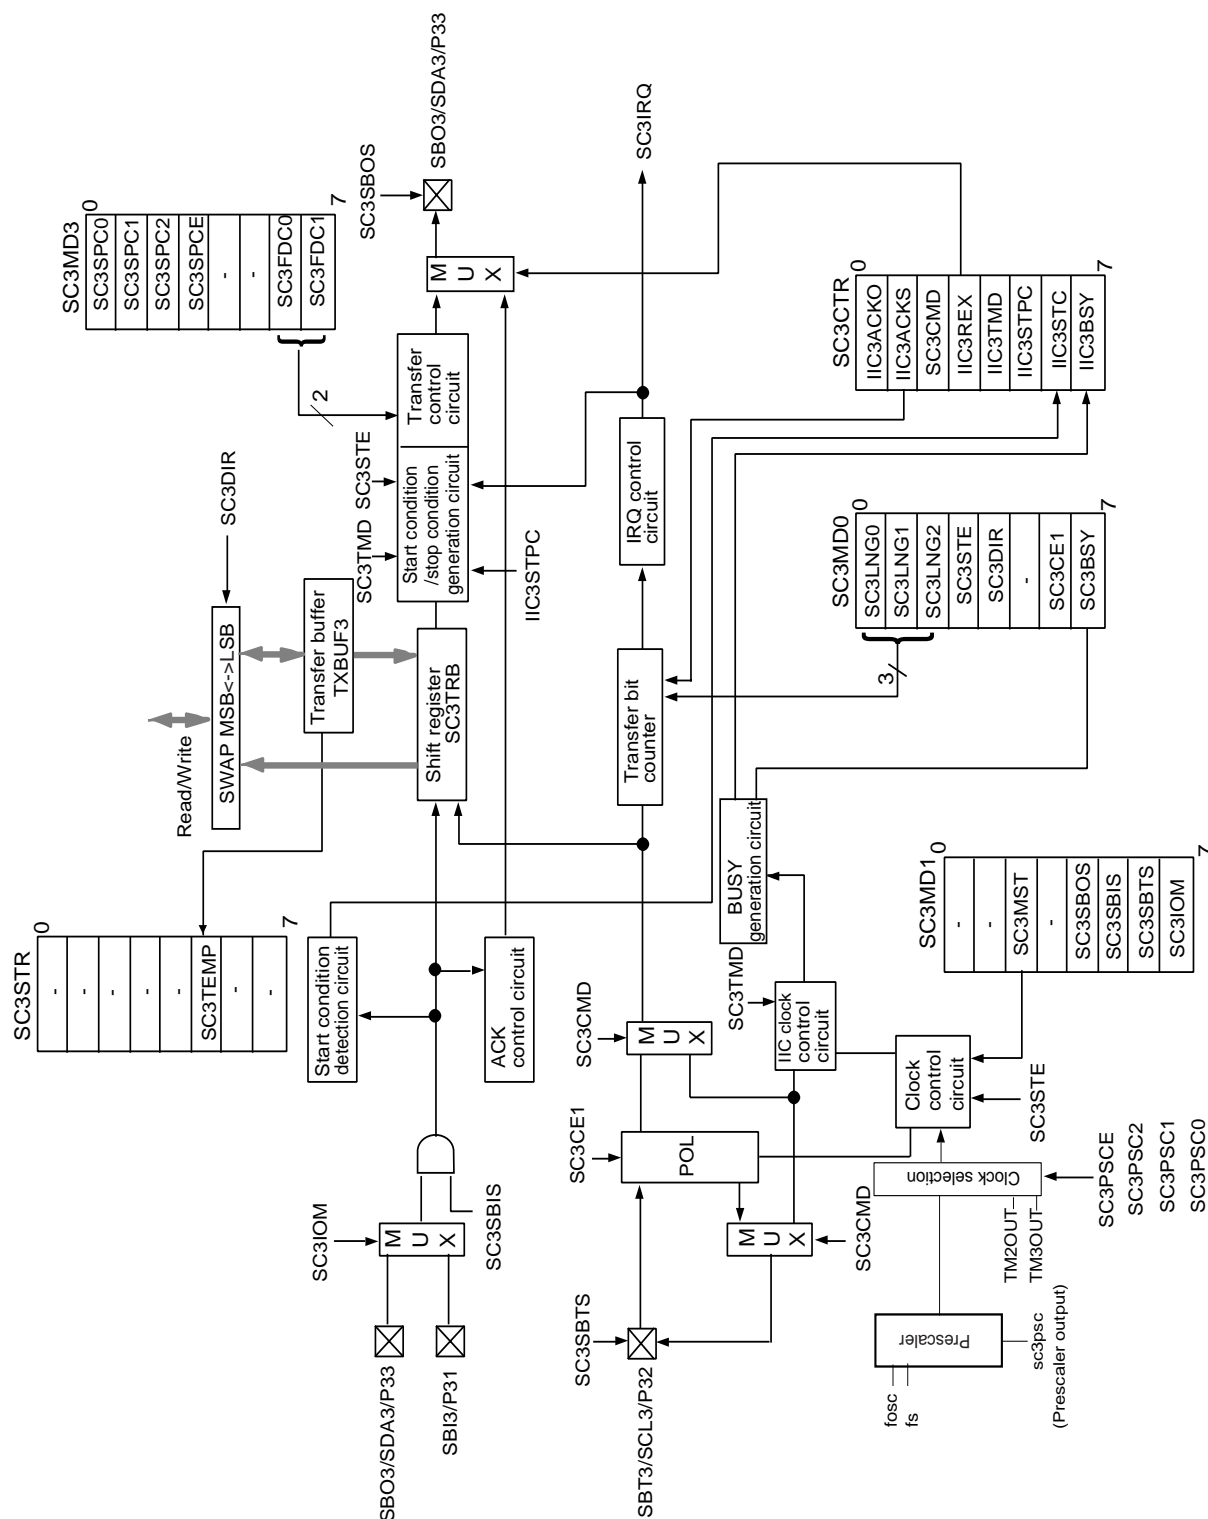 SC3STR
0
-
-
-
-
-
SC3TEMP
-
-
7
Read/Write
SWAP MSB<->LSB
SC3DIR
Transfer buffer
TXBUF3
Shift register
SC3TRB
SC3MD3
0
SC3SPC0
SC3SPC1
SC3SPC2
SC3SPCE
-
-
SC3FDC0
SC3FDC1
7
2
SC3TMD
SC3STE
Start condition
/stop condition
generation circuit
Transfer
control
circuit
IIC3STPC
M
U
X
SC3SBOS
SBO3/SDA3/P33
Start condition
detection circuit
ACK
control circuit
SC3IOM
M
U
X
SC3SBIS
SBO3/SDA3/P33
SBI3/P31
SC3IRQ
IRQ control
circuit
Transfer bit
counter
3
SC3CMD
M
U
X
SC3CE1
POL
SC3SBTS
SBT3/SCL3/P32
M
U
X
SC3CMD
SC3TMD
IIC clock
control
circuit
BUSY
generation circuit
SC3MD0
0
SC3LNG0
SC3LNG1
SC3LNG2
SC3STE
SC3DIR
-
SC3CE1
SC3BSY
7
SC3CTR
0
IIC3ACKO
IIC3ACKS
SC3CMD
IIC3REX
IIC3TMD
IIC3STPC
IIC3STC
IIC3BSY
7
SC3MD1
0
-
-
SC3MST
-
SC3SBOS
SC3SBIS
SC3SBTS
SC3IOM
7
Clock
control
circuit
SC3STE
Clock selection
TM2OUT
TM3OUT
SC3PSCE
SC3PSC2
SC3PSC1
SC3PSC0
Prescaler
fosc
fs
sc3psc
(Prescaler output)